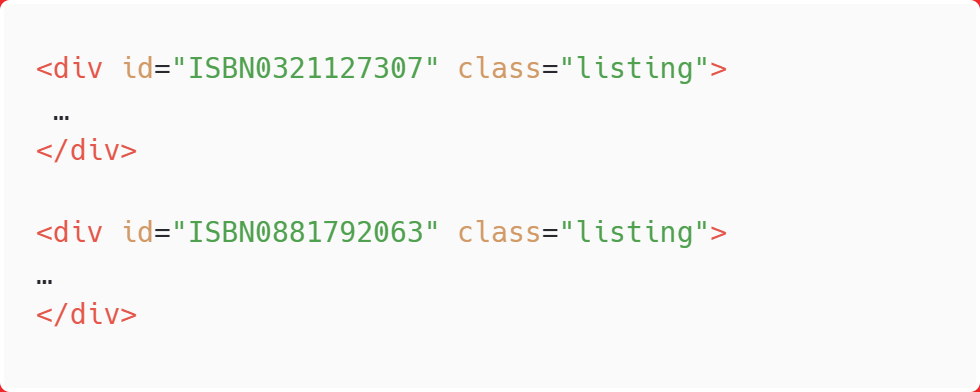 <div id="ISBN0321127307" class="listing">
 …
</div>

<div id="ISBN0881792063" class="listing">
…
</div>